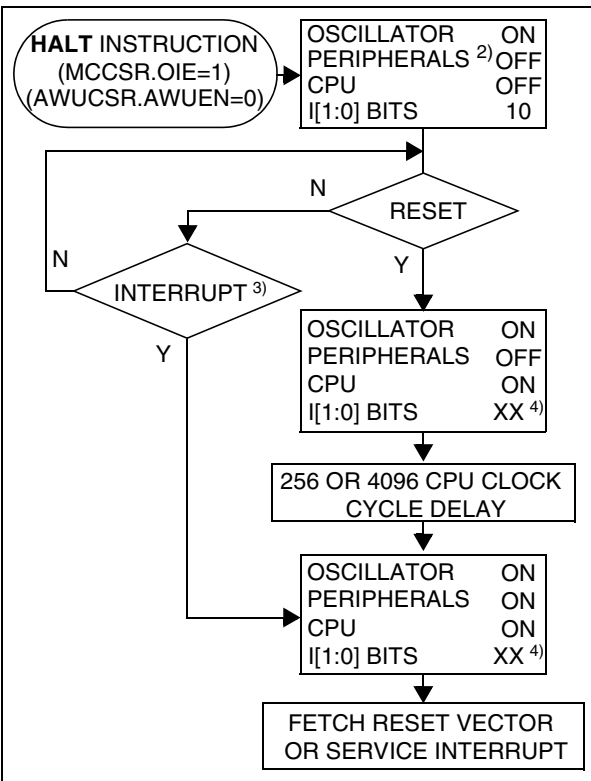 HALT INSTRUCTION
(MCCSR.OIE=1)
(AWUCSR.AWUEN=0)
OSCILLATOR ON
PERIPHERALS 2) OFF
CPU OFF
I[1:0] BITS 10
N
RESET
N
Y
INTERRUPT 3)
Y
OSCILLATOR ON
PERIPHERALS OFF
CPU ON
I[1:0] BITS XX 4)
256 OR 4096 CPU CLOCK
CYCLE DELAY
OSCILLATOR ON
PERIPHERALS ON
CPU ON
I[1:0] BITS XX 4)
FETCH RESET VECTOR
OR SERVICE INTERRUPT